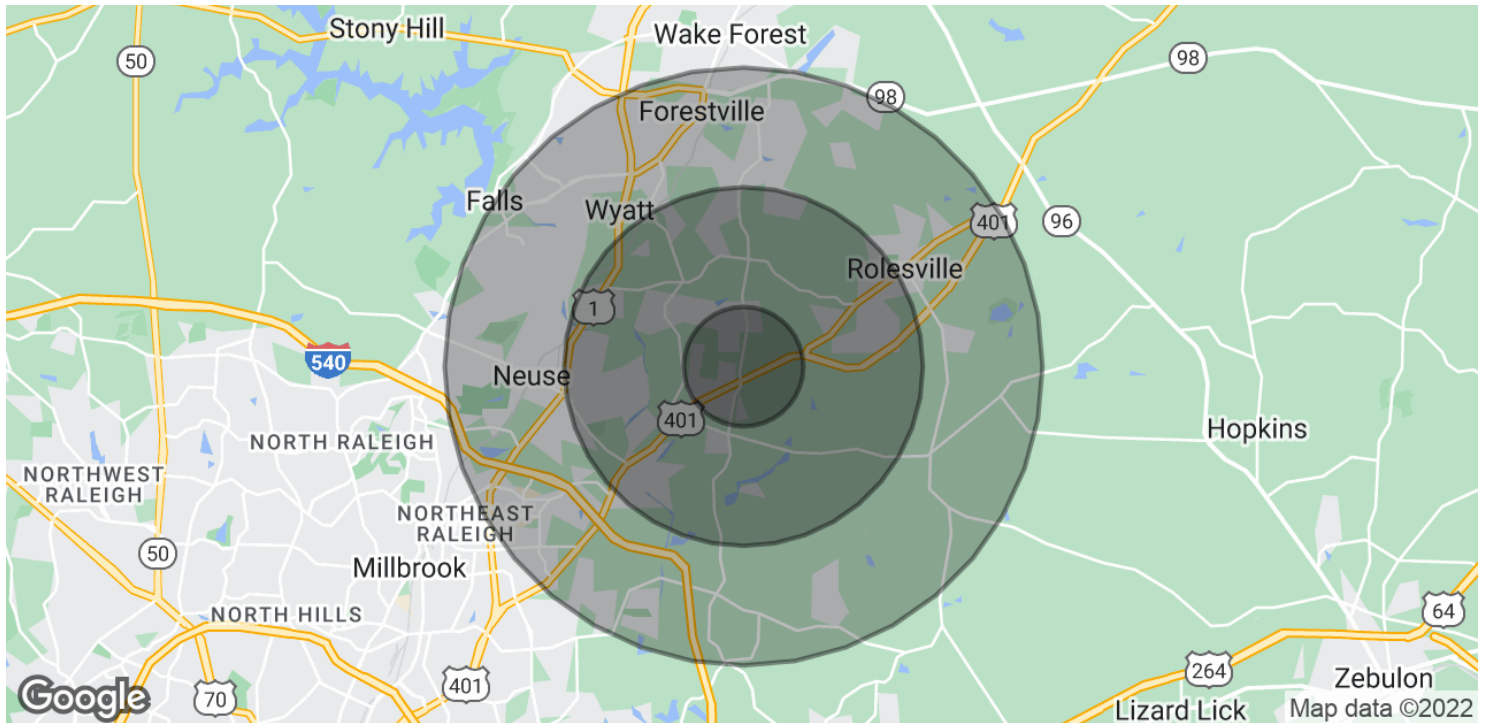 Stony Hill
Wake Forest
50
98
98
Forestville
Falls
Wyatt
401
96
Rolesville
1
540
Neuse
401
Hopkins
NORTH RALEIGH
NORTHWEST
RALEIGH
NORTHEAST
RALEIGH
50
Millbrook
NORTH HILLS
64
264
401
70
Zebulon
Google
Lizard Lick
Map data ©2022